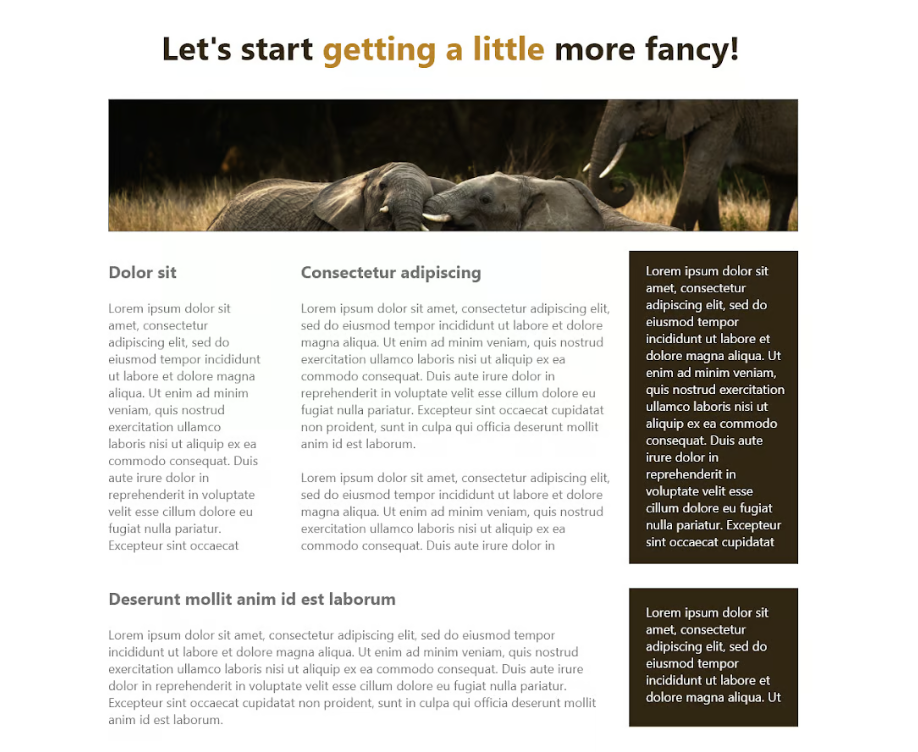 Let's start getting a little more fancy!
Dolor sit
Lorem ipsum dolor sit
amet, consectetur
adipiscing elit, sed do
eiusmod tempor incididunt
ut labore et dolore magna
aliqua. Ut enim ad minim
veniam, quis nostrud
exercitation ullamco
laboris nisi ut aliquip ex ea
commodo consequat. Duis
aute irure dolor in
reprehenderit in voluptate
velit esse cillum dolore eu
fugiat nulla pariatur.
Excepteur sint occaecat
Consectetur adipiscing
Lorem ipsum dolor sit amet, consectetur adipiscing elit,
sed do eiusmod tempor incididunt ut labore et dolore
magna aliqua. Ut enim ad minim veniam, quis nostrud
exercitation ullamco laboris nisi ut aliquip ex ea
commodo consequat. Duis aute irure dolor in
reprehenderit in voluptate velit esse cillum dolore eu
fugiat nulla pariatur. Excepteur sint occaecat cupidatat
non proident, sunt in culpa qui officia deserunt mollit
anim id est laborum.
Lorem ipsum dolor sit amet, consectetur adipiscing elit,
sed do eiusmod tempor incididunt ut labore et dolore
magna aliqua. Ut enim ad minim veniam, quis nostrud
exercitation ullamco laboris nisi ut aliquip ex ea
commodo consequat. Duis aute irure dolor in
Lorem ipsum dolor sit
amet, consectetur
adipiscing elit, sed do
eiusmod tempor
incididunt ut labore et
dolore magna aliqua. Ut
enim ad minim veniam,
quis nostrud exercitation
ullamco laboris nisi ut
aliquip ex ea commodo
consequat. Duis aute
irure dolor in
reprehenderit in
voluptate velit esse
cillum dolore eu fugiat
nulla pariatur. Excepteur
sint occaecat cupidatat
Deserunt mollit anim id est laborum
Lorem ipsum dolor sit amet, consectetur adipiscing elit, sed do eiusmod tempor
incididunt ut labore et dolore magna aliqua. Ut enim ad minim veniam, quis nostrud
exercitation ullamco laboris nisi ut aliquip ex ea commodo consequat. Duis aute irure
dolor in reprehenderit in voluptate velit esse cillum dolore eu fugiat nulla pariatur.
Excepteur sint occaecat cupidatat non proident, sunt in culpa qui officia deserunt mollit
anim id est laborum.
Lorem ipsum dolor sit
amet, consectetur
adipiscing elit, sed do
eiusmod tempor
incididunt ut labore et
dolore magna aliqua. Ut